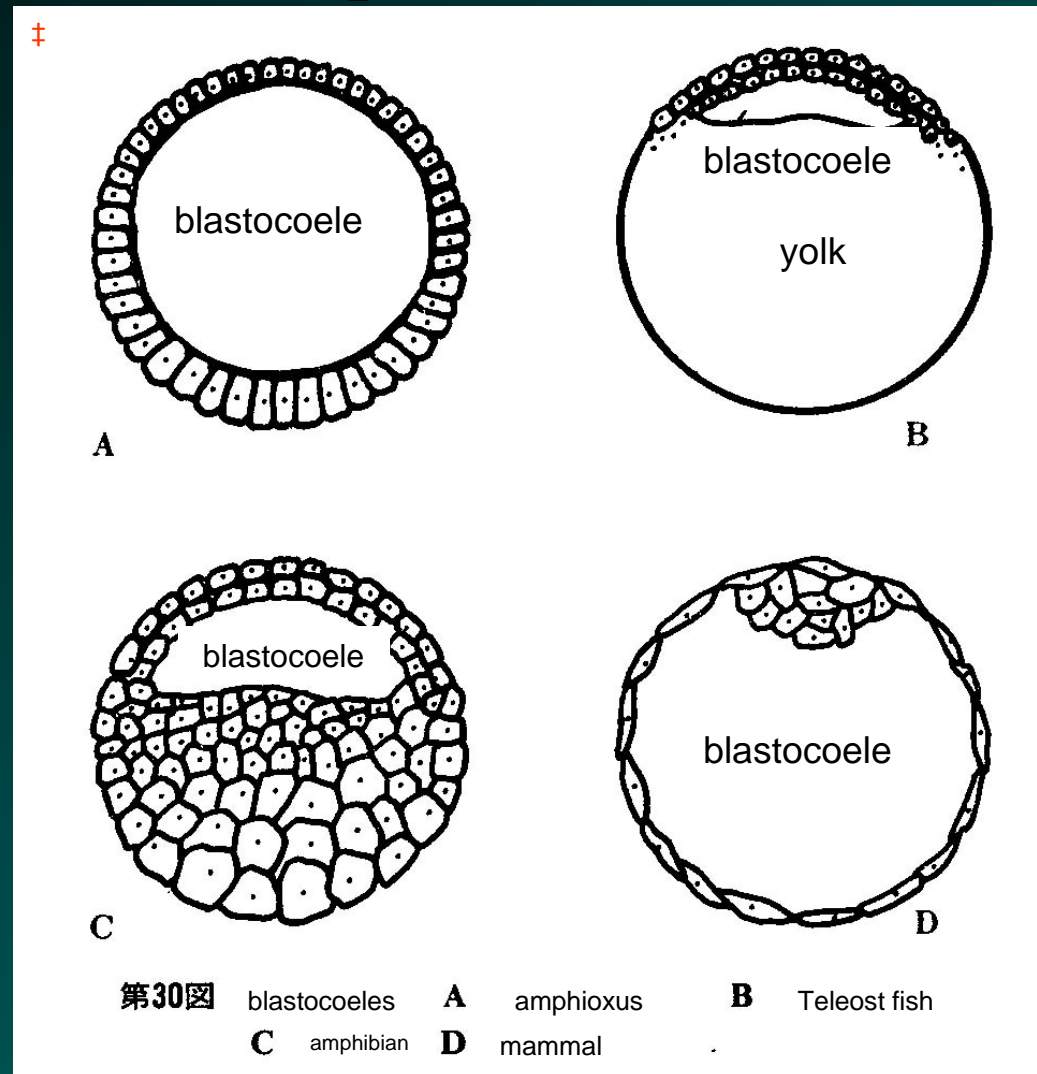 ‡
blastocoele
A
blastocoele
yolk
B
blastocoele
C
blastocoele
D
第30図 blastocoeles A amphioxus B Teleost fish
C amphibian D mammal